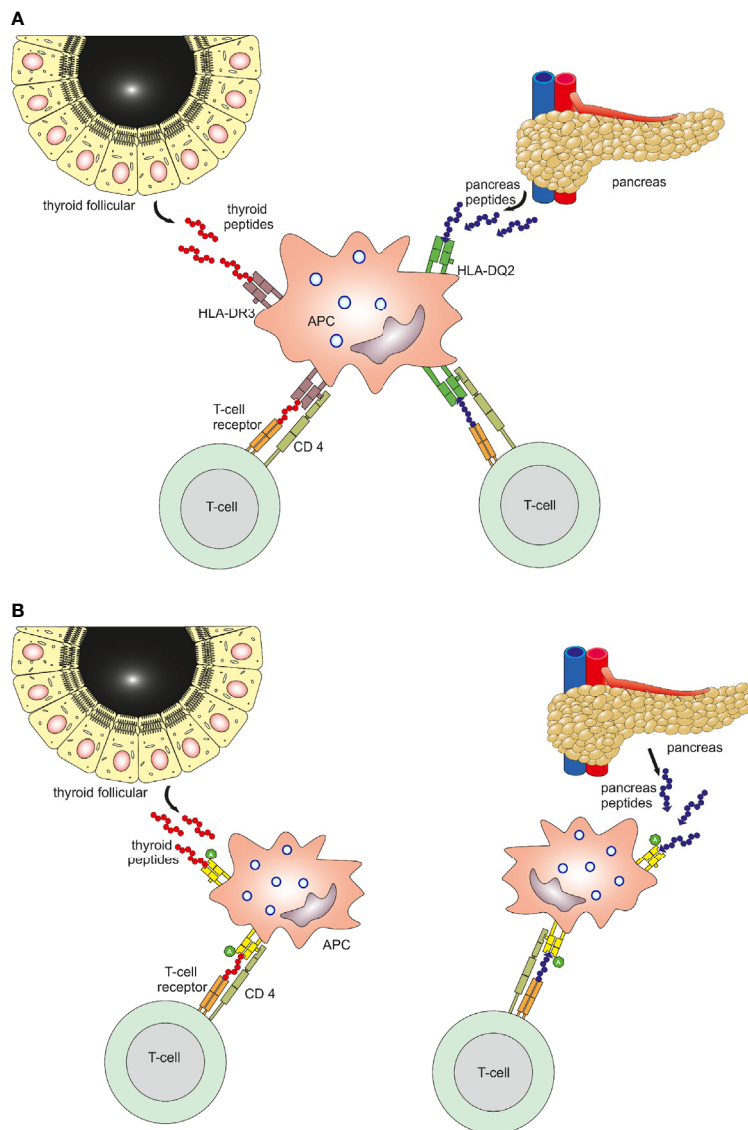 A
thyroid follicular
thyroid
peptides
pancreas
peptides
pancreas
HLA-DQ2
HLA-DR3
APC
T-cell
receptor
CD 4
T-cell
T-cell
B
thyroid follicular
pancreas
pancreas
peptides
thyroid
peptides
A
A
APC
A
A
T-cell
receptor
CD 4
T-cell
T-cell